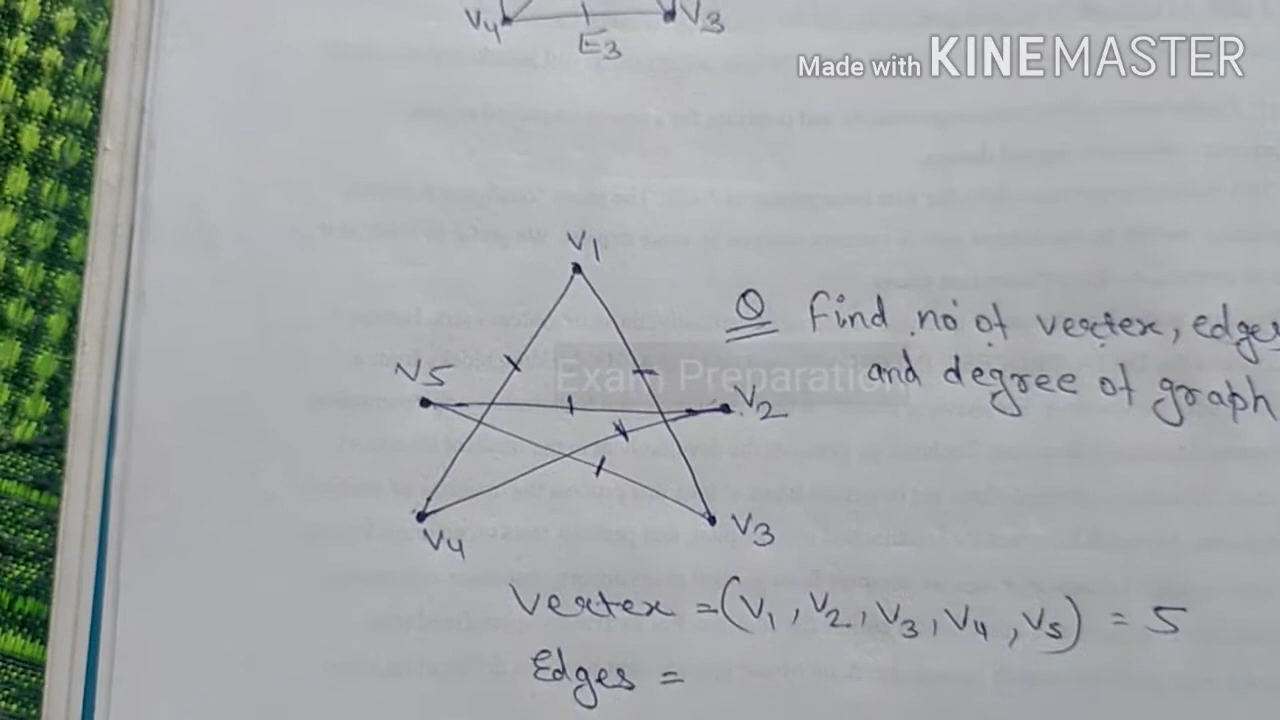 V4 V3
E3
Made with KINEMASTER
V1
Q Find no of vertex, edges
and degree of graph
Exam Preparation
V5
V2
V4
V3
Vertex = (V1, V2, V3, V4, V5) = 5
Edges =